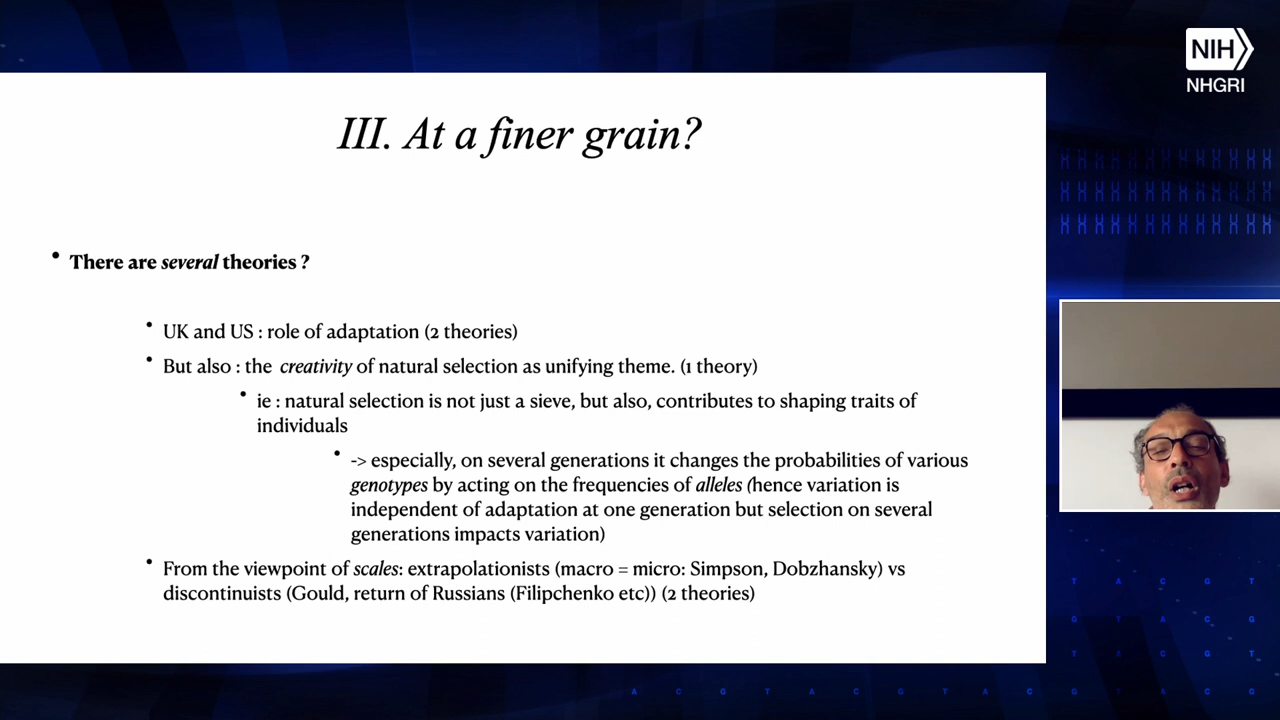 NIH
NHGRI
III. At a finer grain?
• There are several theories ?
• UK and US : role of adaptation (2 theories)
• But also : the creativity of natural selection as unifying theme. (1 theory)
• ie : natural selection is not just a sieve, but also, contributes to shaping traits of
individuals
• -> especially, on several generations it changes the probabilities of various
genotypes by acting on the frequencies of alleles (hence variation is
independent of adaptation at one generation but selection on several
generations impacts variation)
• From the viewpoint of scales: extrapolationists (macro = micro: Simpson, Dobzhansky) vs
discontinuists (Gould, return of Russians (Filipchenko etc)) (2 theories)
T A C G T
G T A C G
T A C G T
A C G T A C G T A C G T A C G